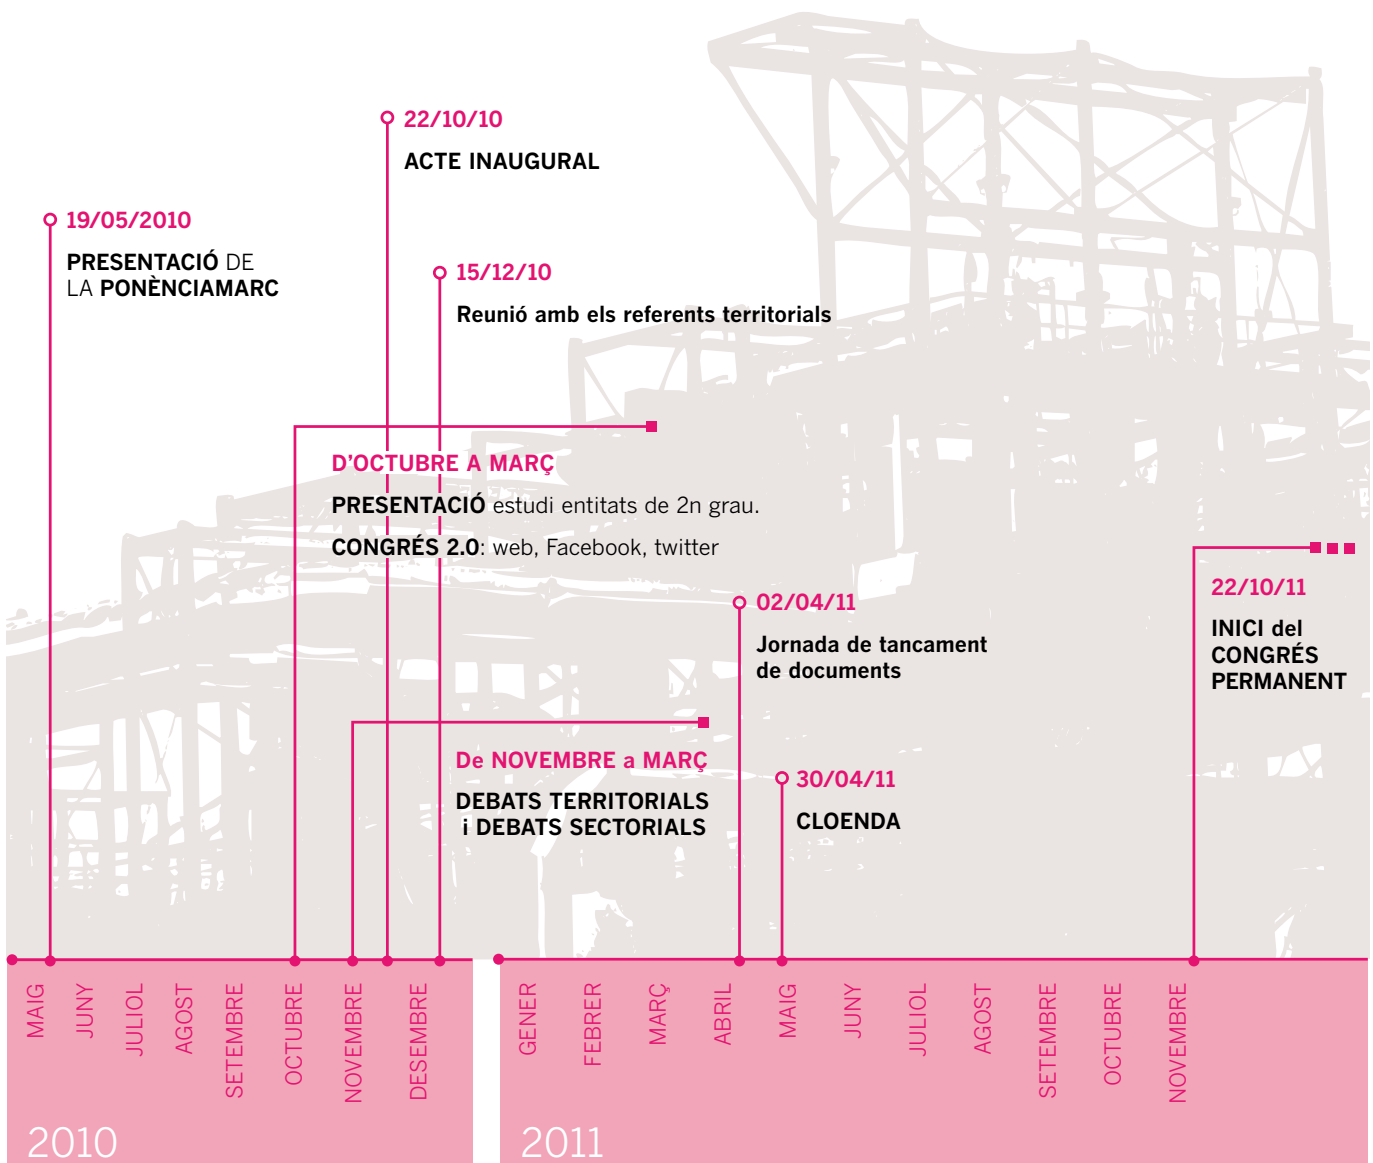 22/10/10
ACTE INAUGURAL
19/05/2010
PRESENTACIÓ DE
LA PONÈNCIAMARC
15/12/10
Reunió amb els referents territorials
D'OCTUBRE A MARÇ
PRESENTACIÓ estudi entitats de 2n grau.
CONGRÉS 2.0: web, Facebook, twitter
22/10/11
INICI del
CONGRÉS
PERMANENT
02/04/11
Jornada de tancament
de documents
De NOVEMBRE a MARÇ
DEBATS TERRITORIALS
i DEBATS SECTORIALS
30/04/11
CLOENDA
MAIG
JUNY
JULIOL
AGOST
SETEMBRE
OCTUBRE
NOVEMBRE
DESEMBRE
2010
GENER
FEBRER
MARÇ
ABRIL
MAIG
JUNY
JULIOL
AGOST
SETEMBRE
OCTUBRE
NOVEMBRE
2011